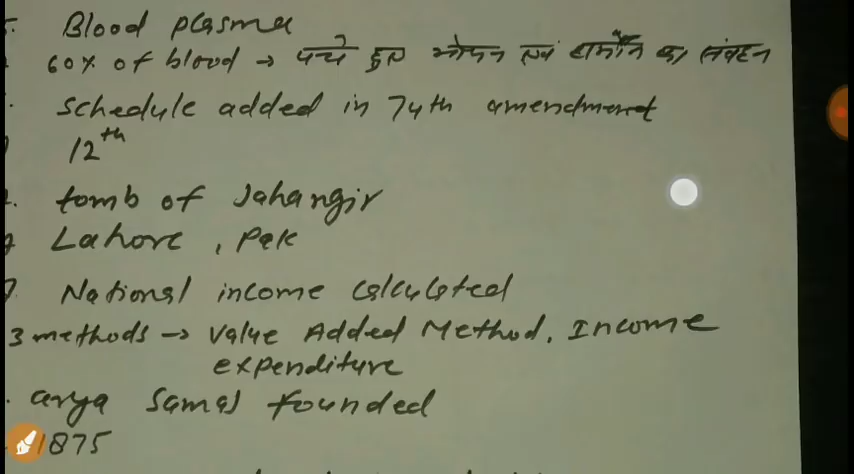 Blood plasma
60% of blood → पचे हुए भोजन एवं हार्मोन का संवहन
Schedule added in 74th amendment
12th
tomb of Jahangir
Lahore, Pak
National income calculated
3 methods → Value Added Method. Income
expenditure
arya Samaj founded
1875